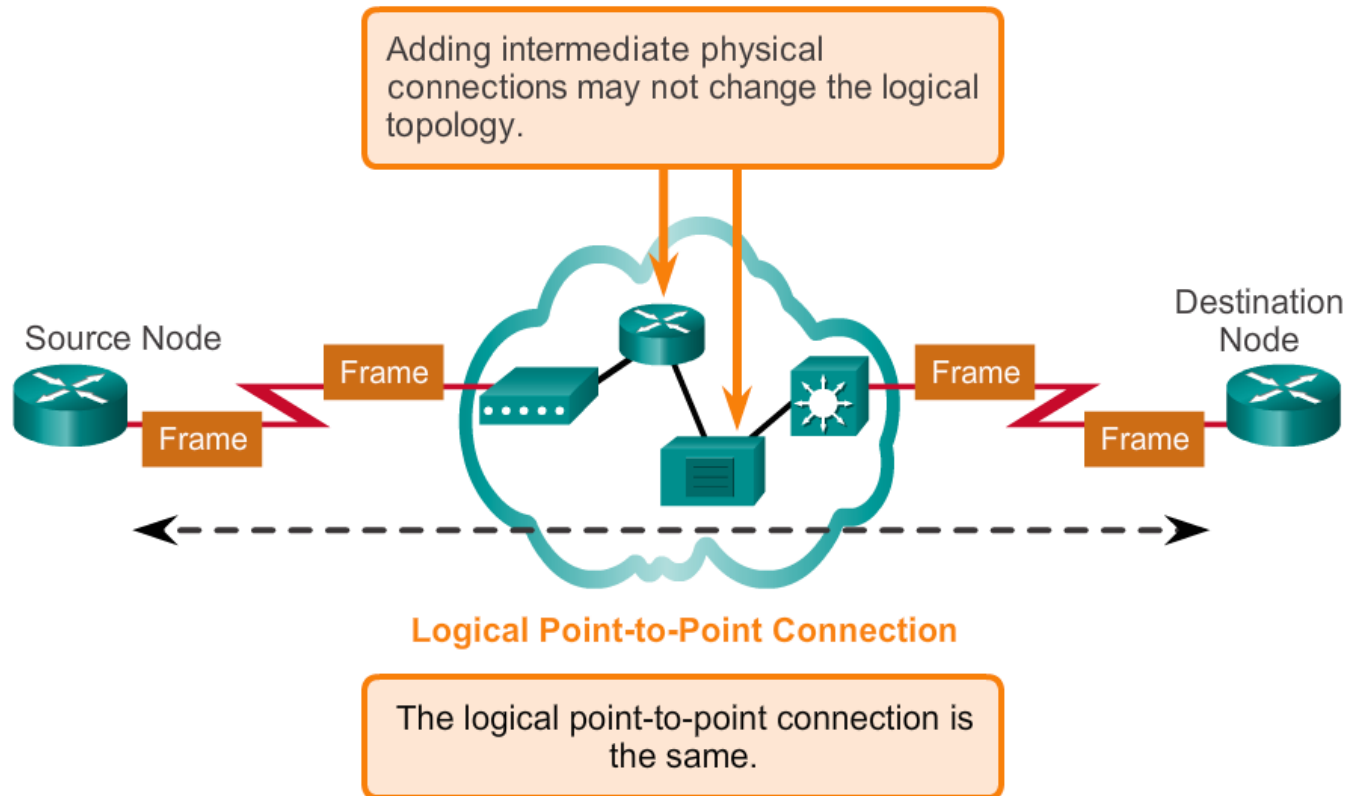 Adding intermediate physical
connections may not change the logical
topology.
Destination
Node
Source Node
Frame
Frame
Frame
Frame
Logical Point-to-Point Connection
The logical point-to-point connection is
the same.